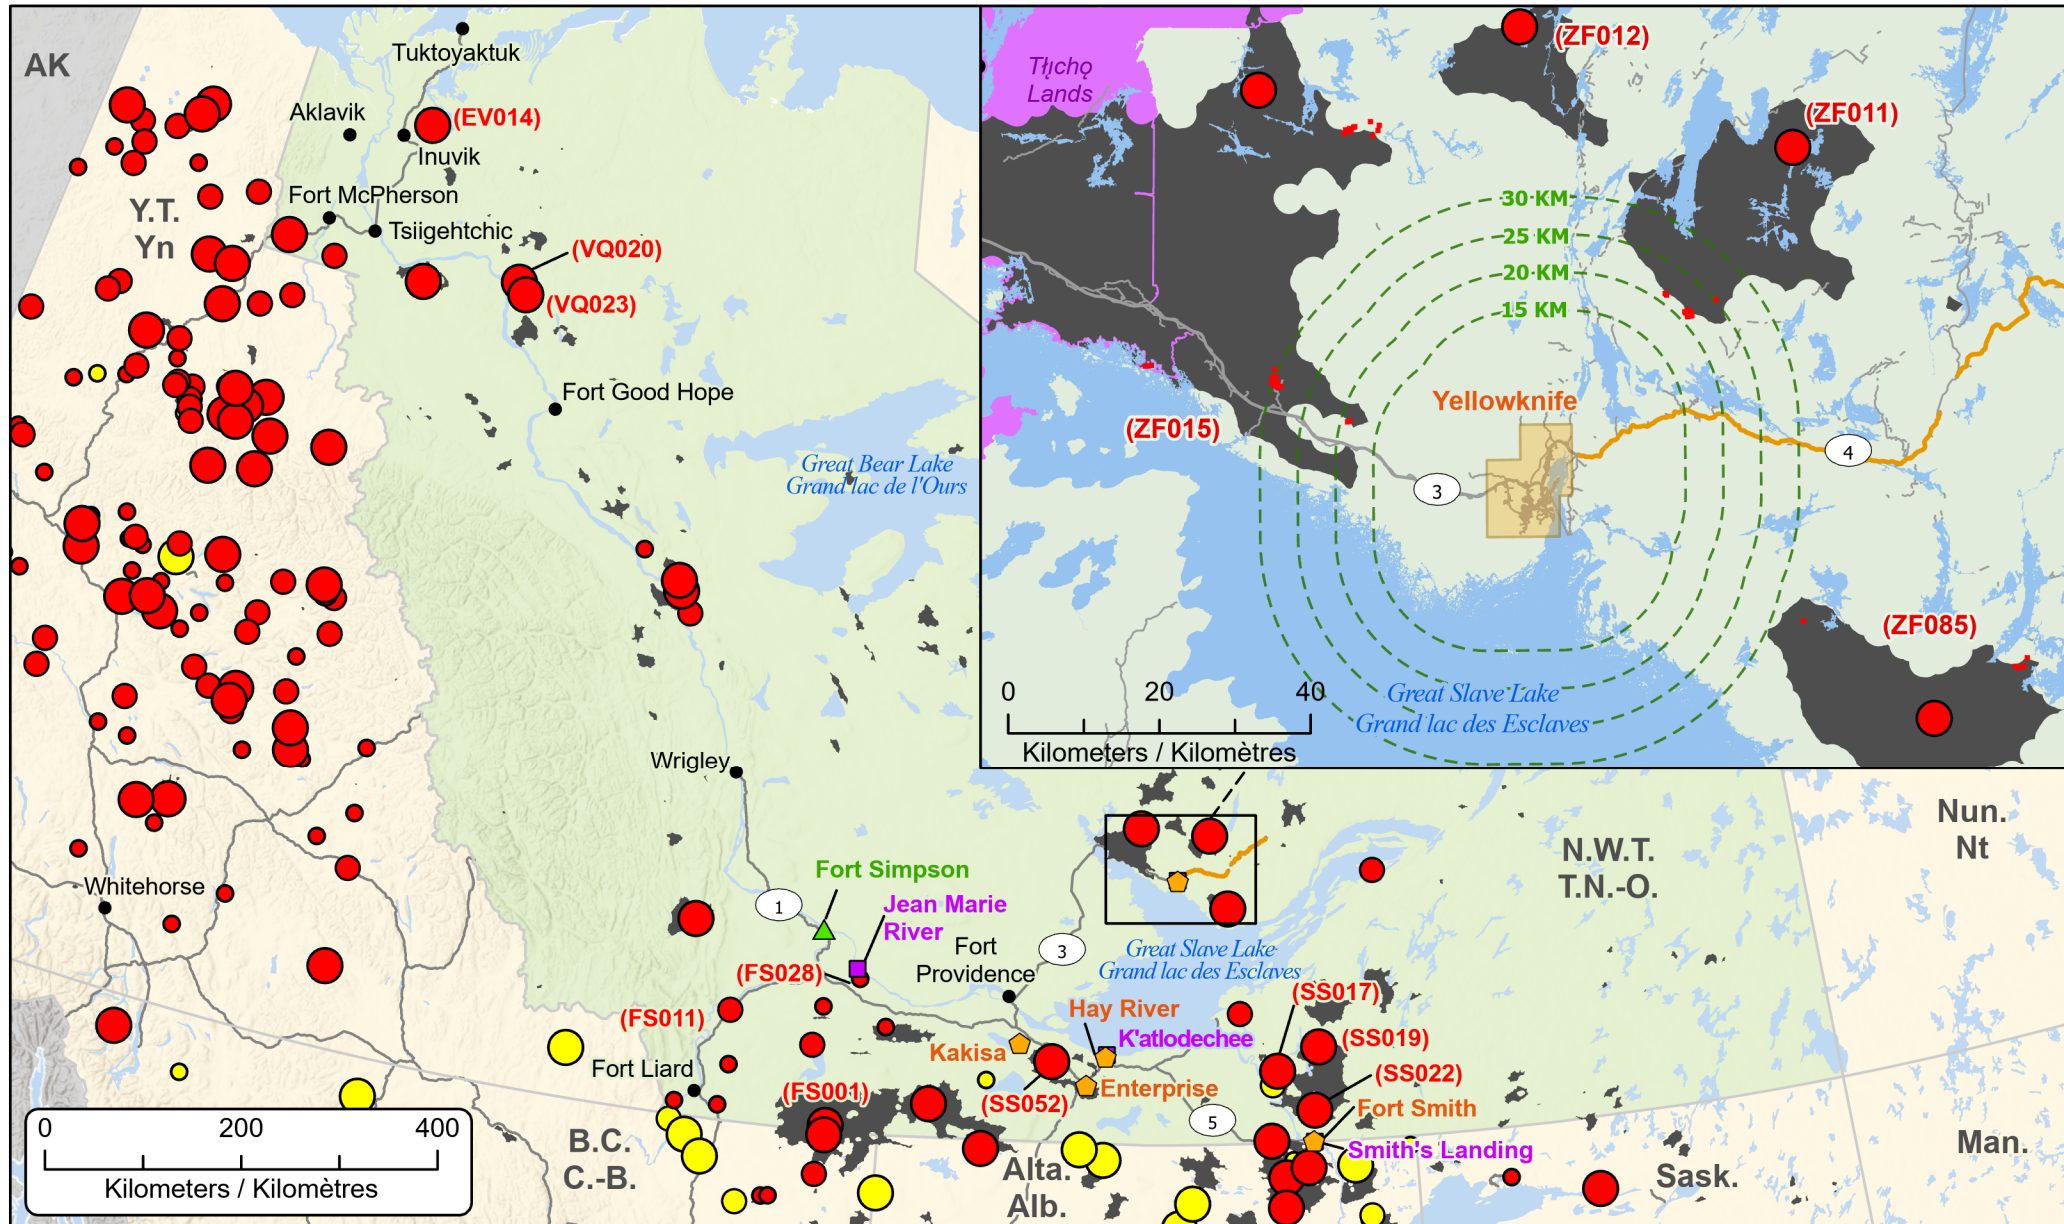 AK
Tuktoyaktuk
Aklavik
(EV014)
Inuvik
Fort McPherson
Y.T.
Yn
Tsiigehtchic
(VQ020)
(VQ023)
Fort Good Hope
Great Bear Lake
Grand lac de l'Ours
Wrigley
Whitehorse
1
Fort Simpson
Jean Marie
River
Fort
Providence
3
(FS028)
(FS011)
Fort Liard
(FS001)
Kakisa
Hay River
K'atlodechee
Enterprise
(SS052)
5
Great Slave Lake
Grand lac des Esclaves
(SS017)
(SS019)
(SS022)
Fort Smith
Smith's Landing
N.W.T.
T.N.-O.
Nun.
Nt
B.C.
C.-B.
Alta.
Alb.
Sask.
Man.
0 200 400
Kilometers / Kilomètres
Tłı̨chǫ
Lands
(ZF012)
(ZF011)
30 KM
25 KM
20 KM
15 KM
Yellowknife
(ZF015)
3
4
(ZF085)
0 20 40
Kilometers / Kilomètres
Great Slave Lake
Grand lac des Esclaves